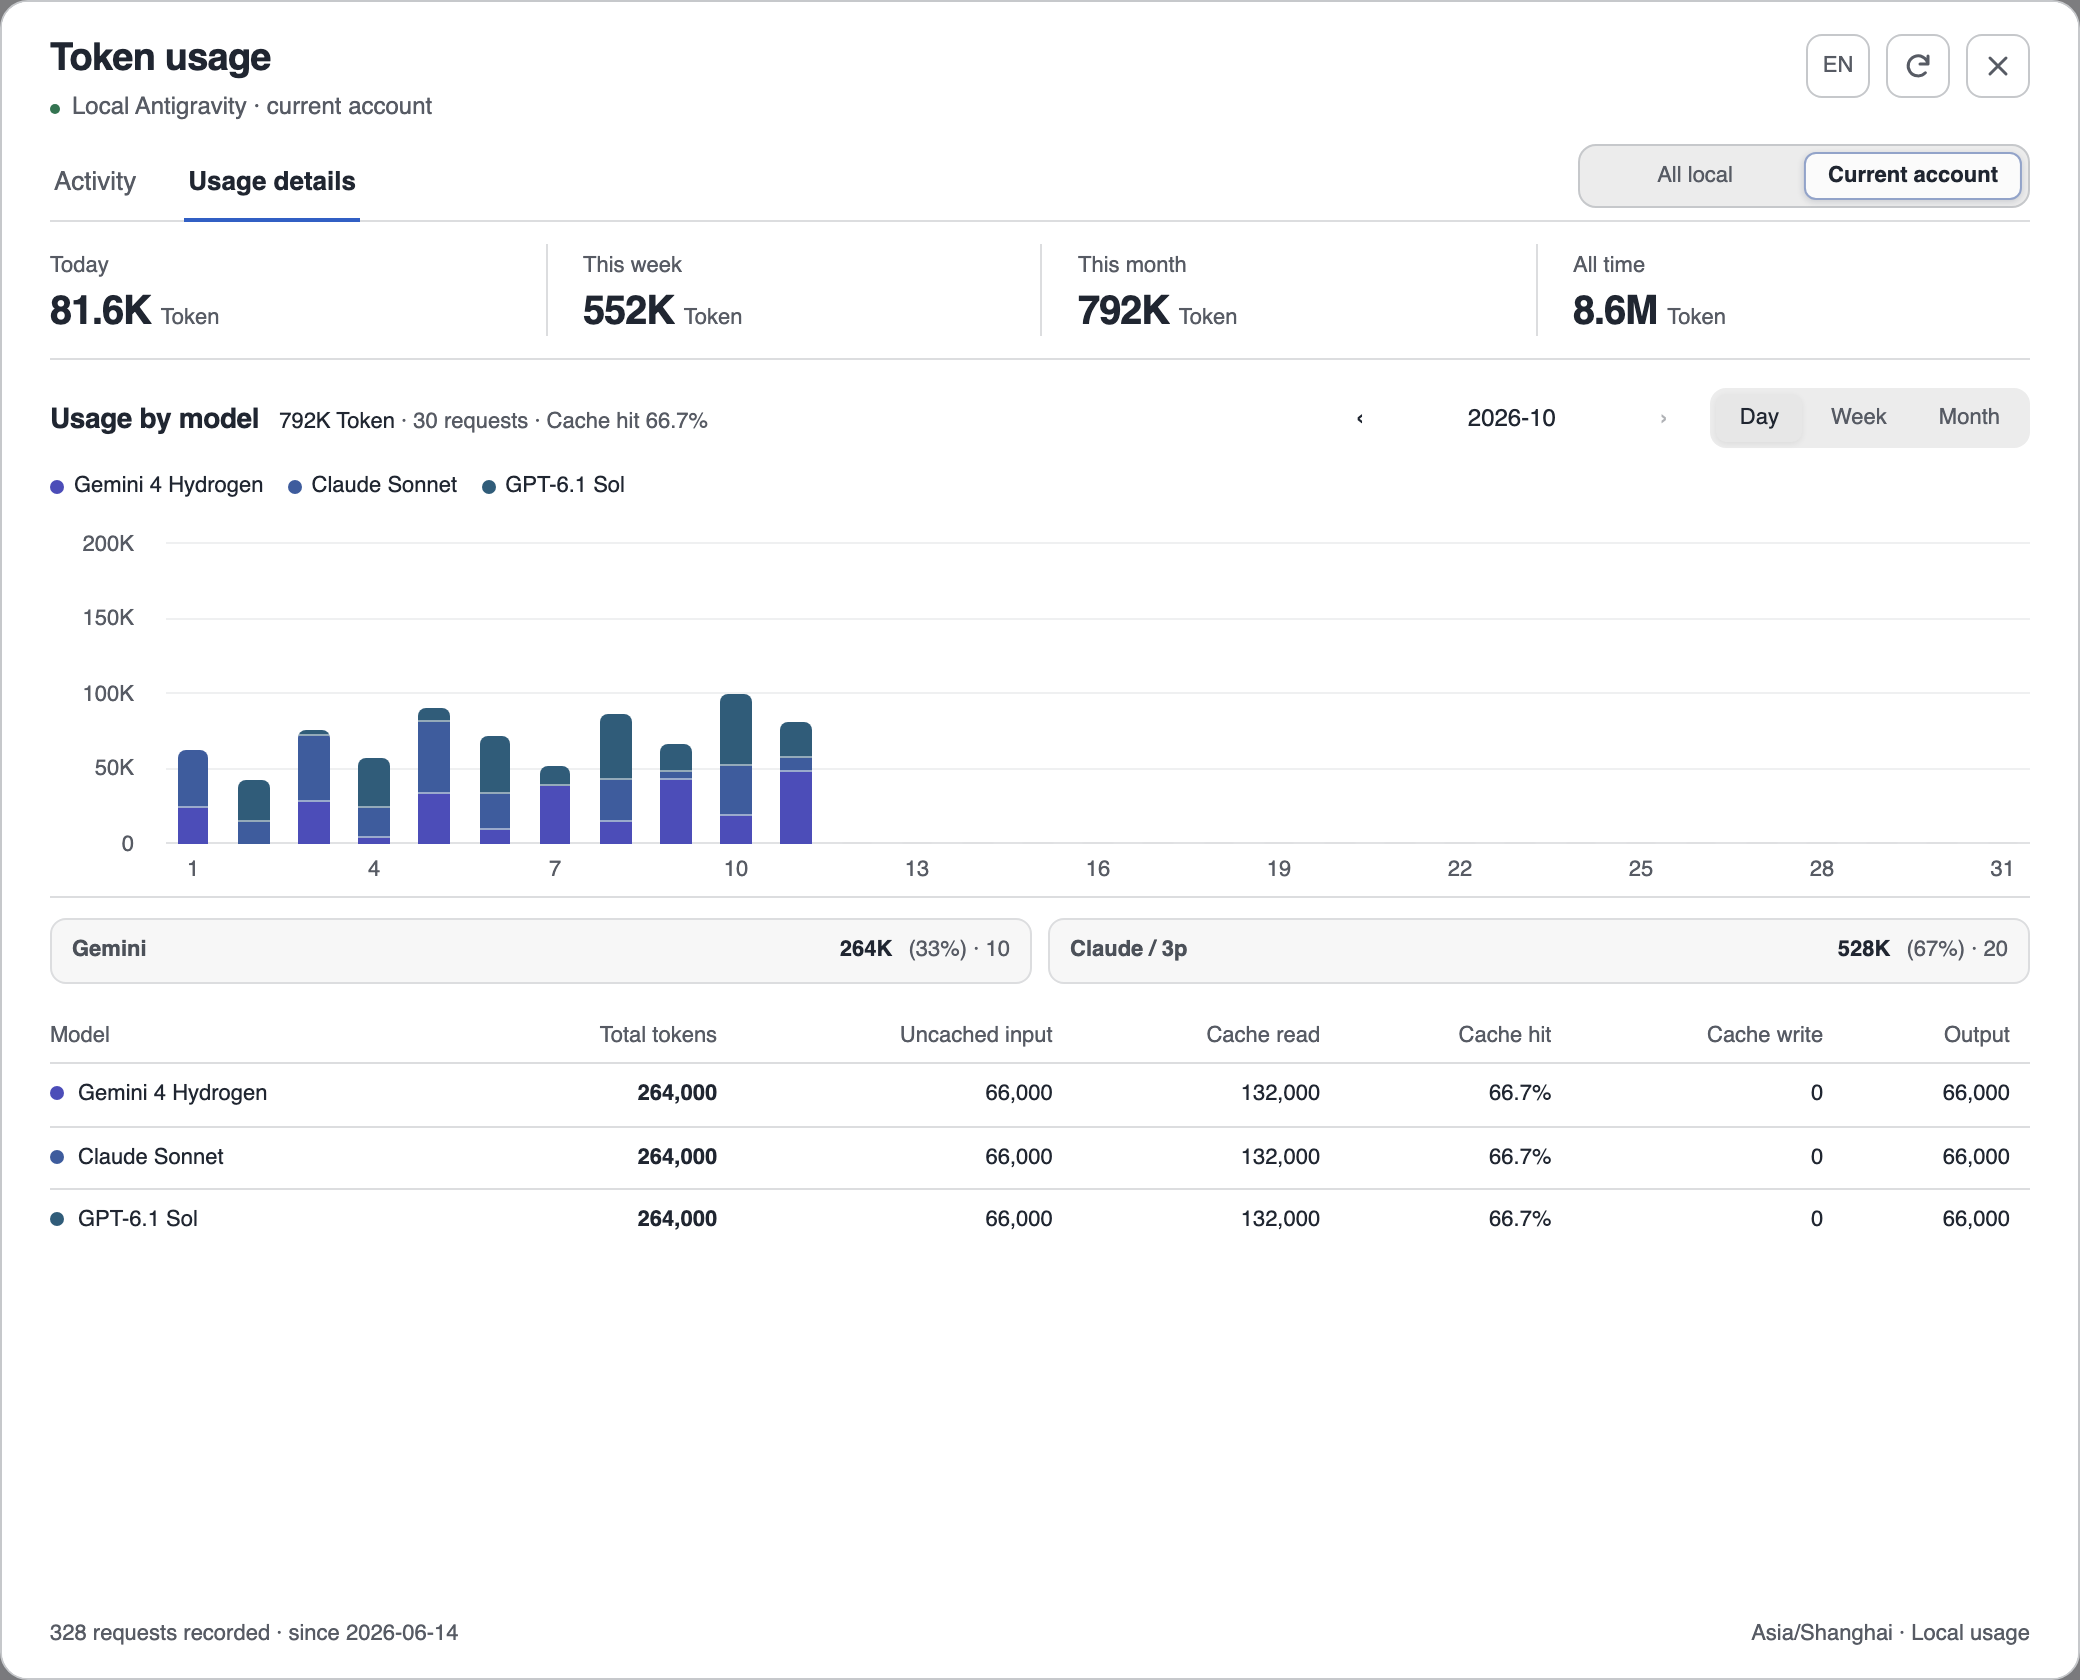 Token usage
EN
Local Antigravity · current account
Activity
Usage details
All local
Current account
Today
81.6K Token
This week
552K Token
This month
792K Token
All time
8.6M Token
Usage by model 792K Token · 30 requests · Cache hit 66.7%
‹ 2026-10 ›
Day Week Month
Gemini 4 Hydrogen Claude Sonnet GPT-6.1 Sol
200K
150K
100K
50K
0
1 4 7 10 13 16 19 22 25 28 31
Gemini 264K (33%) · 10
Claude / 3p 528K (67%) · 20
Model Total tokens Uncached input Cache read Cache hit Cache write Output
Gemini 4 Hydrogen 264,000 66,000 132,000 66.7% 0 66,000
Claude Sonnet 264,000 66,000 132,000 66.7% 0 66,000
GPT-6.1 Sol 264,000 66,000 132,000 66.7% 0 66,000
328 requests recorded · since 2026-06-14
Asia/Shanghai · Local usage